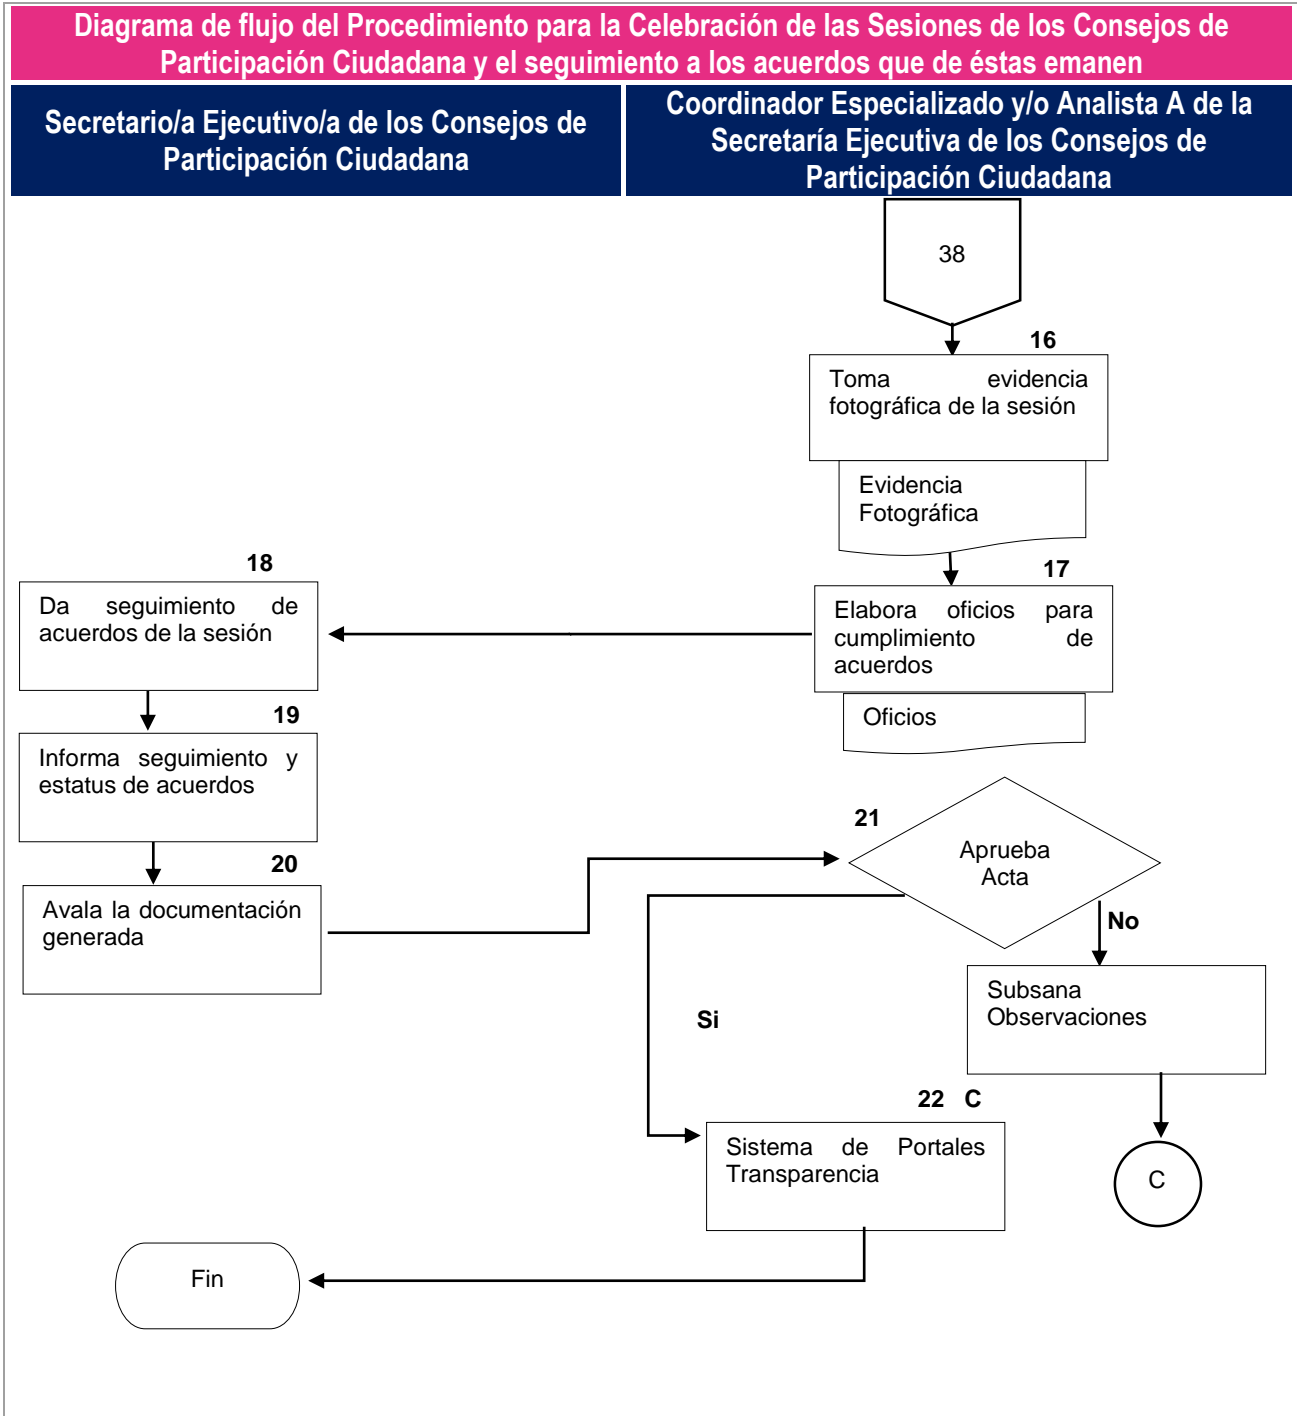 Diagrama de flujo del Procedimiento para la Celebración de las Sesiones de los Consejos de
Participación Ciudadana y el seguimiento a los acuerdos que de éstas emanen
Secretario/a Ejecutivo/a de los Consejos de
Participación Ciudadana
Coordinador Especializado y/o Analista A de la
Secretaría Ejecutiva de los Consejos de
Participación Ciudadana
38
16
Toma evidencia
fotográfica de la sesión
Evidencia
Fotográfica
17
Elabora oficios para
cumplimiento de
acuerdos
Oficios
18
Da seguimiento de
acuerdos de la sesión
19
Informa seguimiento y
estatus de acuerdos
20
Avala la documentación
generada
21
Aprueba
Acta
No
Subsana
Observaciones
Si
22 C
Sistema de Portales
Transparencia
C
Fin